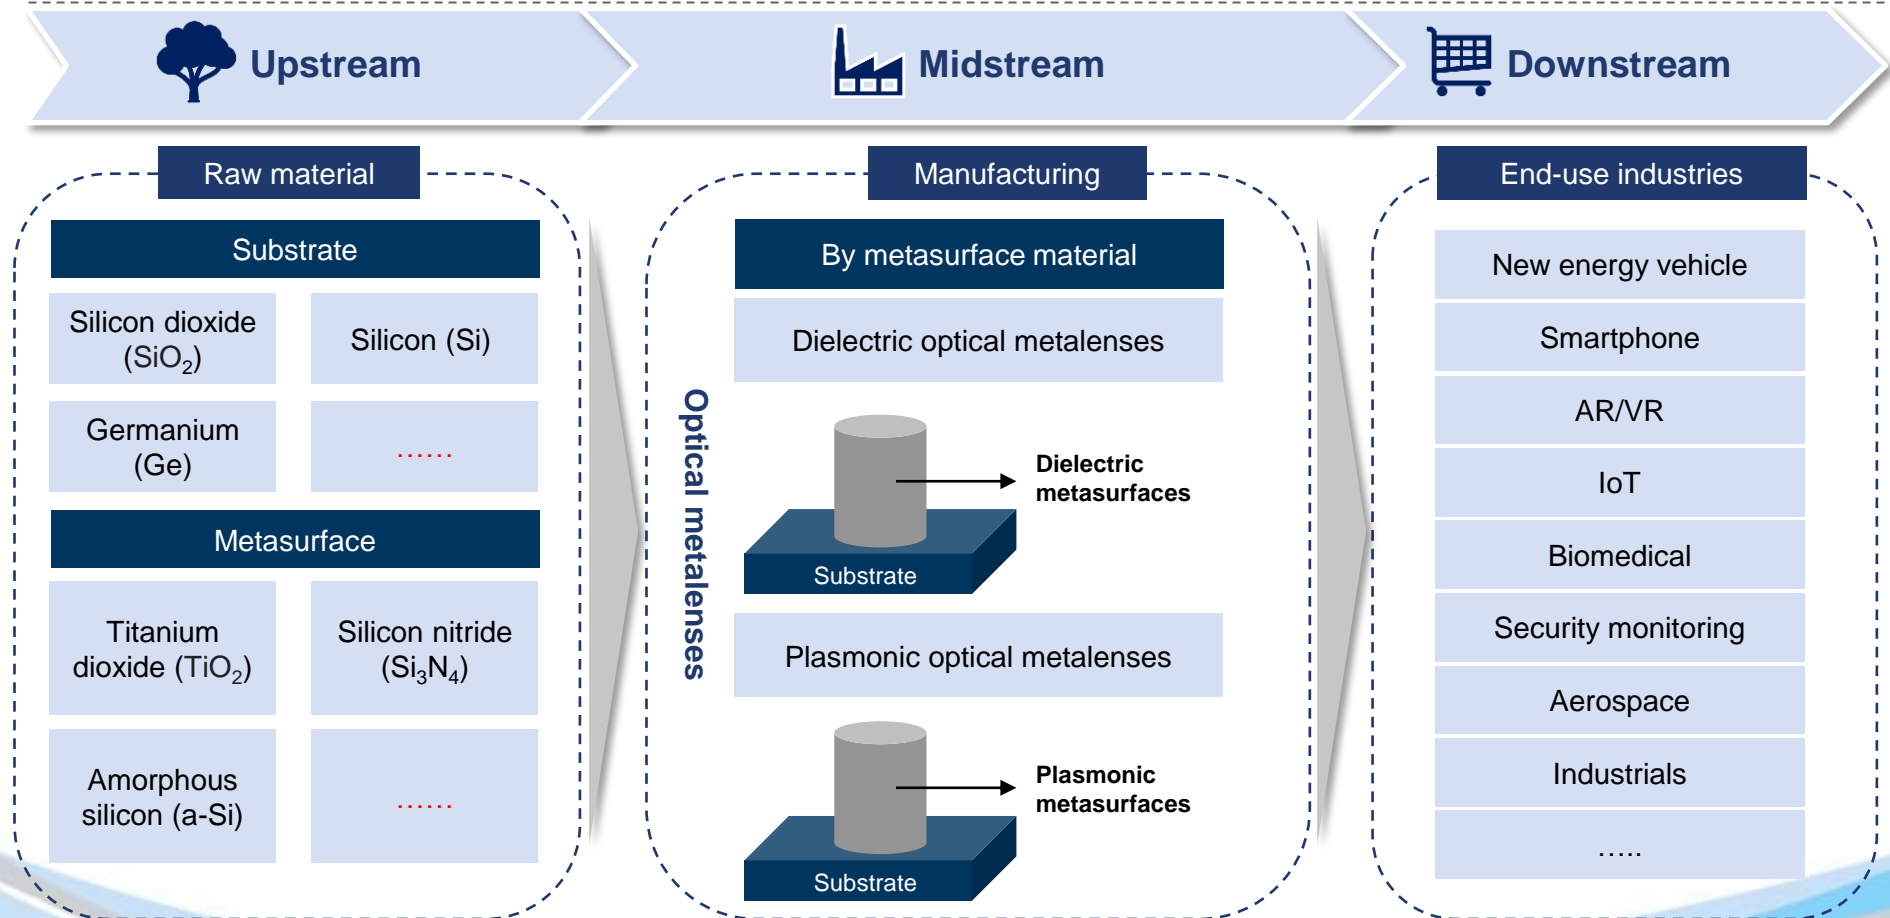 Upstream
Midstream
Downstream
Raw material
Substrate
Silicon dioxide
(SiO₂)
Silicon (Si)
Germanium
(Ge)
......
Metasurface
Titanium
dioxide (TiO₂)
Silicon nitride
(Si₃N₄)
Amorphous
silicon (a-Si)
......
Manufacturing
Optical metalenses
By metasurface material
Dielectric optical metalenses
Dielectric
metasurfaces
Substrate
Plasmonic optical metalenses
Plasmonic
metasurfaces
Substrate
End-use industries
New energy vehicle
Smartphone
AR/VR
IoT
Biomedical
Security monitoring
Aerospace
Industrials
.....